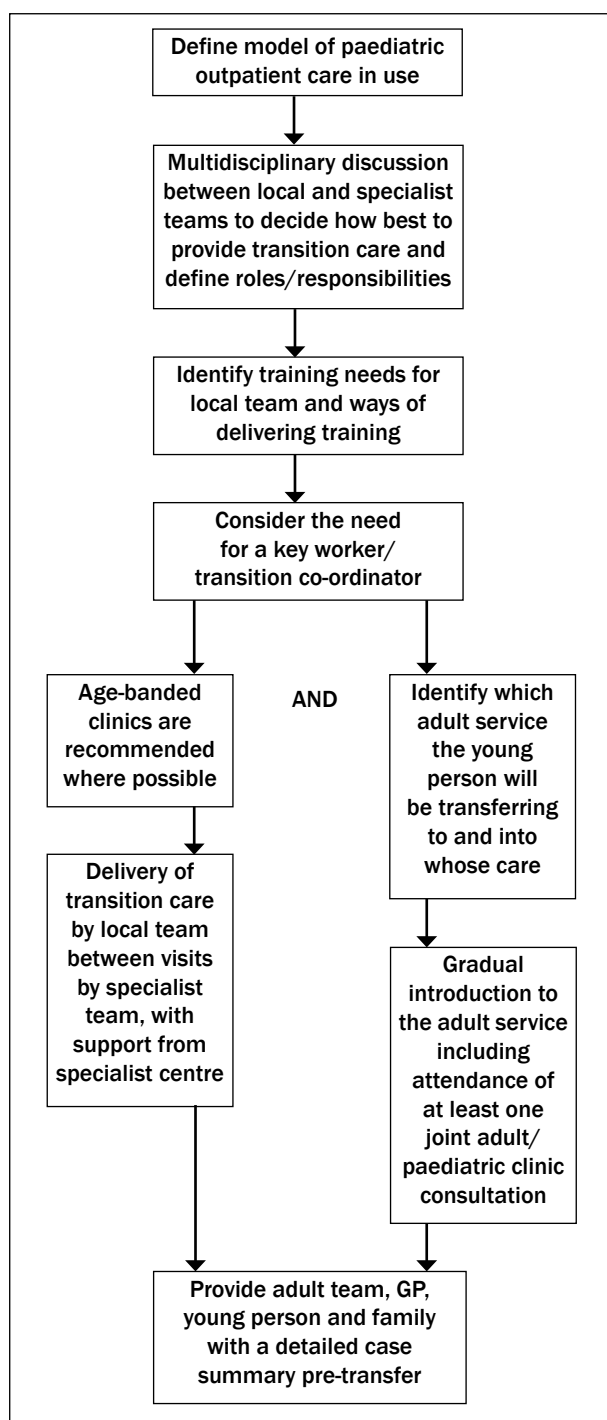 Define model of paediatric
outpatient care in use
Multidisciplinary discussion
between local and specialist
teams to decide how best to
provide transition care and
define roles/responsibilities
Identify training needs for
local team and ways of
delivering training
Consider the need
for a key worker/
transition co-ordinator
Age-banded
clinics are
recommended
where possible
AND
Identify which
adult service
the young
person will
be transferring
to and into
whose care
Delivery of
transition care
by local team
between visits
by specialist
team, with
support from
specialist centre
Gradual
introduction to
the adult service
including
attendance of
at least one
joint adult/
paediatric clinic
consultation
Provide adult team, GP,
young person and family
with a detailed case
summary pre-transfer